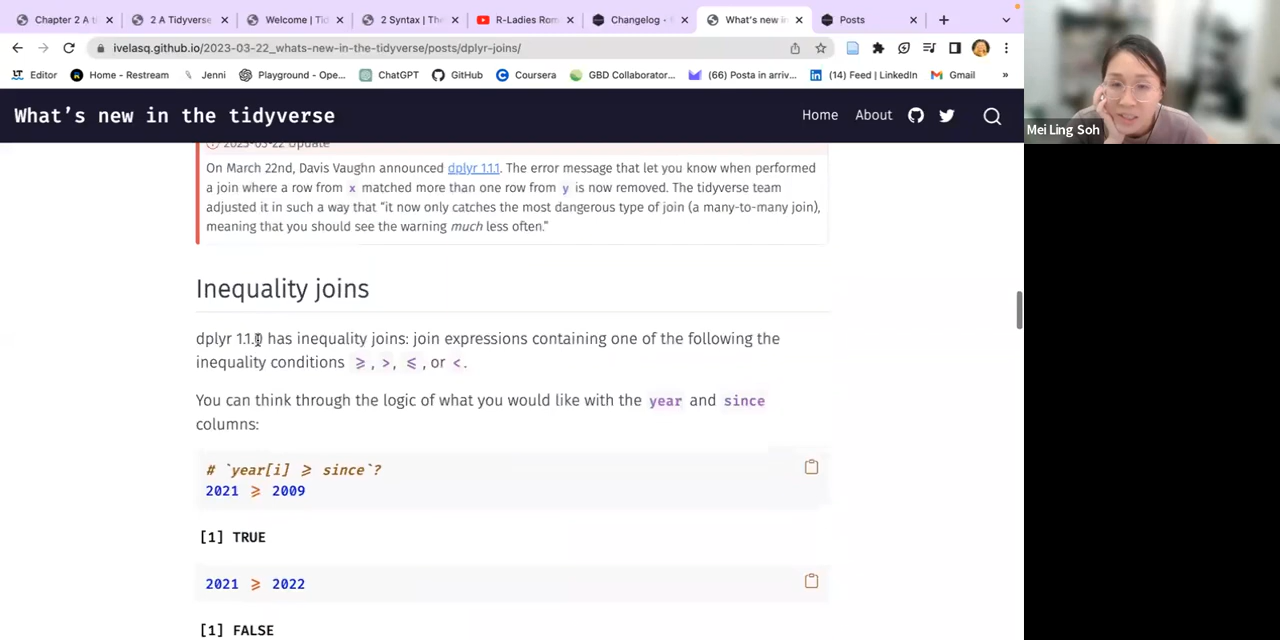 Chapter 2 A ti
2 A Tidyverse
Welcome | Tid
2 Syntax | The
R-Ladies Rom
Changelog ·
What's new in
Posts
ivelasq.github.io/2023-03-22_whats-new-in-the-tidyverse/posts/dplyr-joins/
Editor
Home - Restream
Jenni
Playground - Ope...
ChatGPT
GitHub
Coursera
GBD Collaborator...
(66) Posta in arriv...
(14) Feed | LinkedIn
Gmail
»
What's new in the tidyverse
Home
About
Mei Ling Soh
2023-03-22 Update
On March 22nd, Davis Vaughn announced dplyr 1.1.1. The error message that let you know when performed
a join where a row from x matched more than one row from y is now removed. The tidyverse team
adjusted it in such a way that "it now only catches the most dangerous type of join (a many-to-many join),
meaning that you should see the warning much less often."
Inequality joins
dplyr 1.1.0 has inequality joins: join expressions containing one of the following the
inequality conditions >=, >, <=, or <.
You can think through the logic of what you would like with the year and since
columns:
# `year[i] >= since`?
2021 >= 2009
[1] TRUE
2021 >= 2022
[1] FALSE